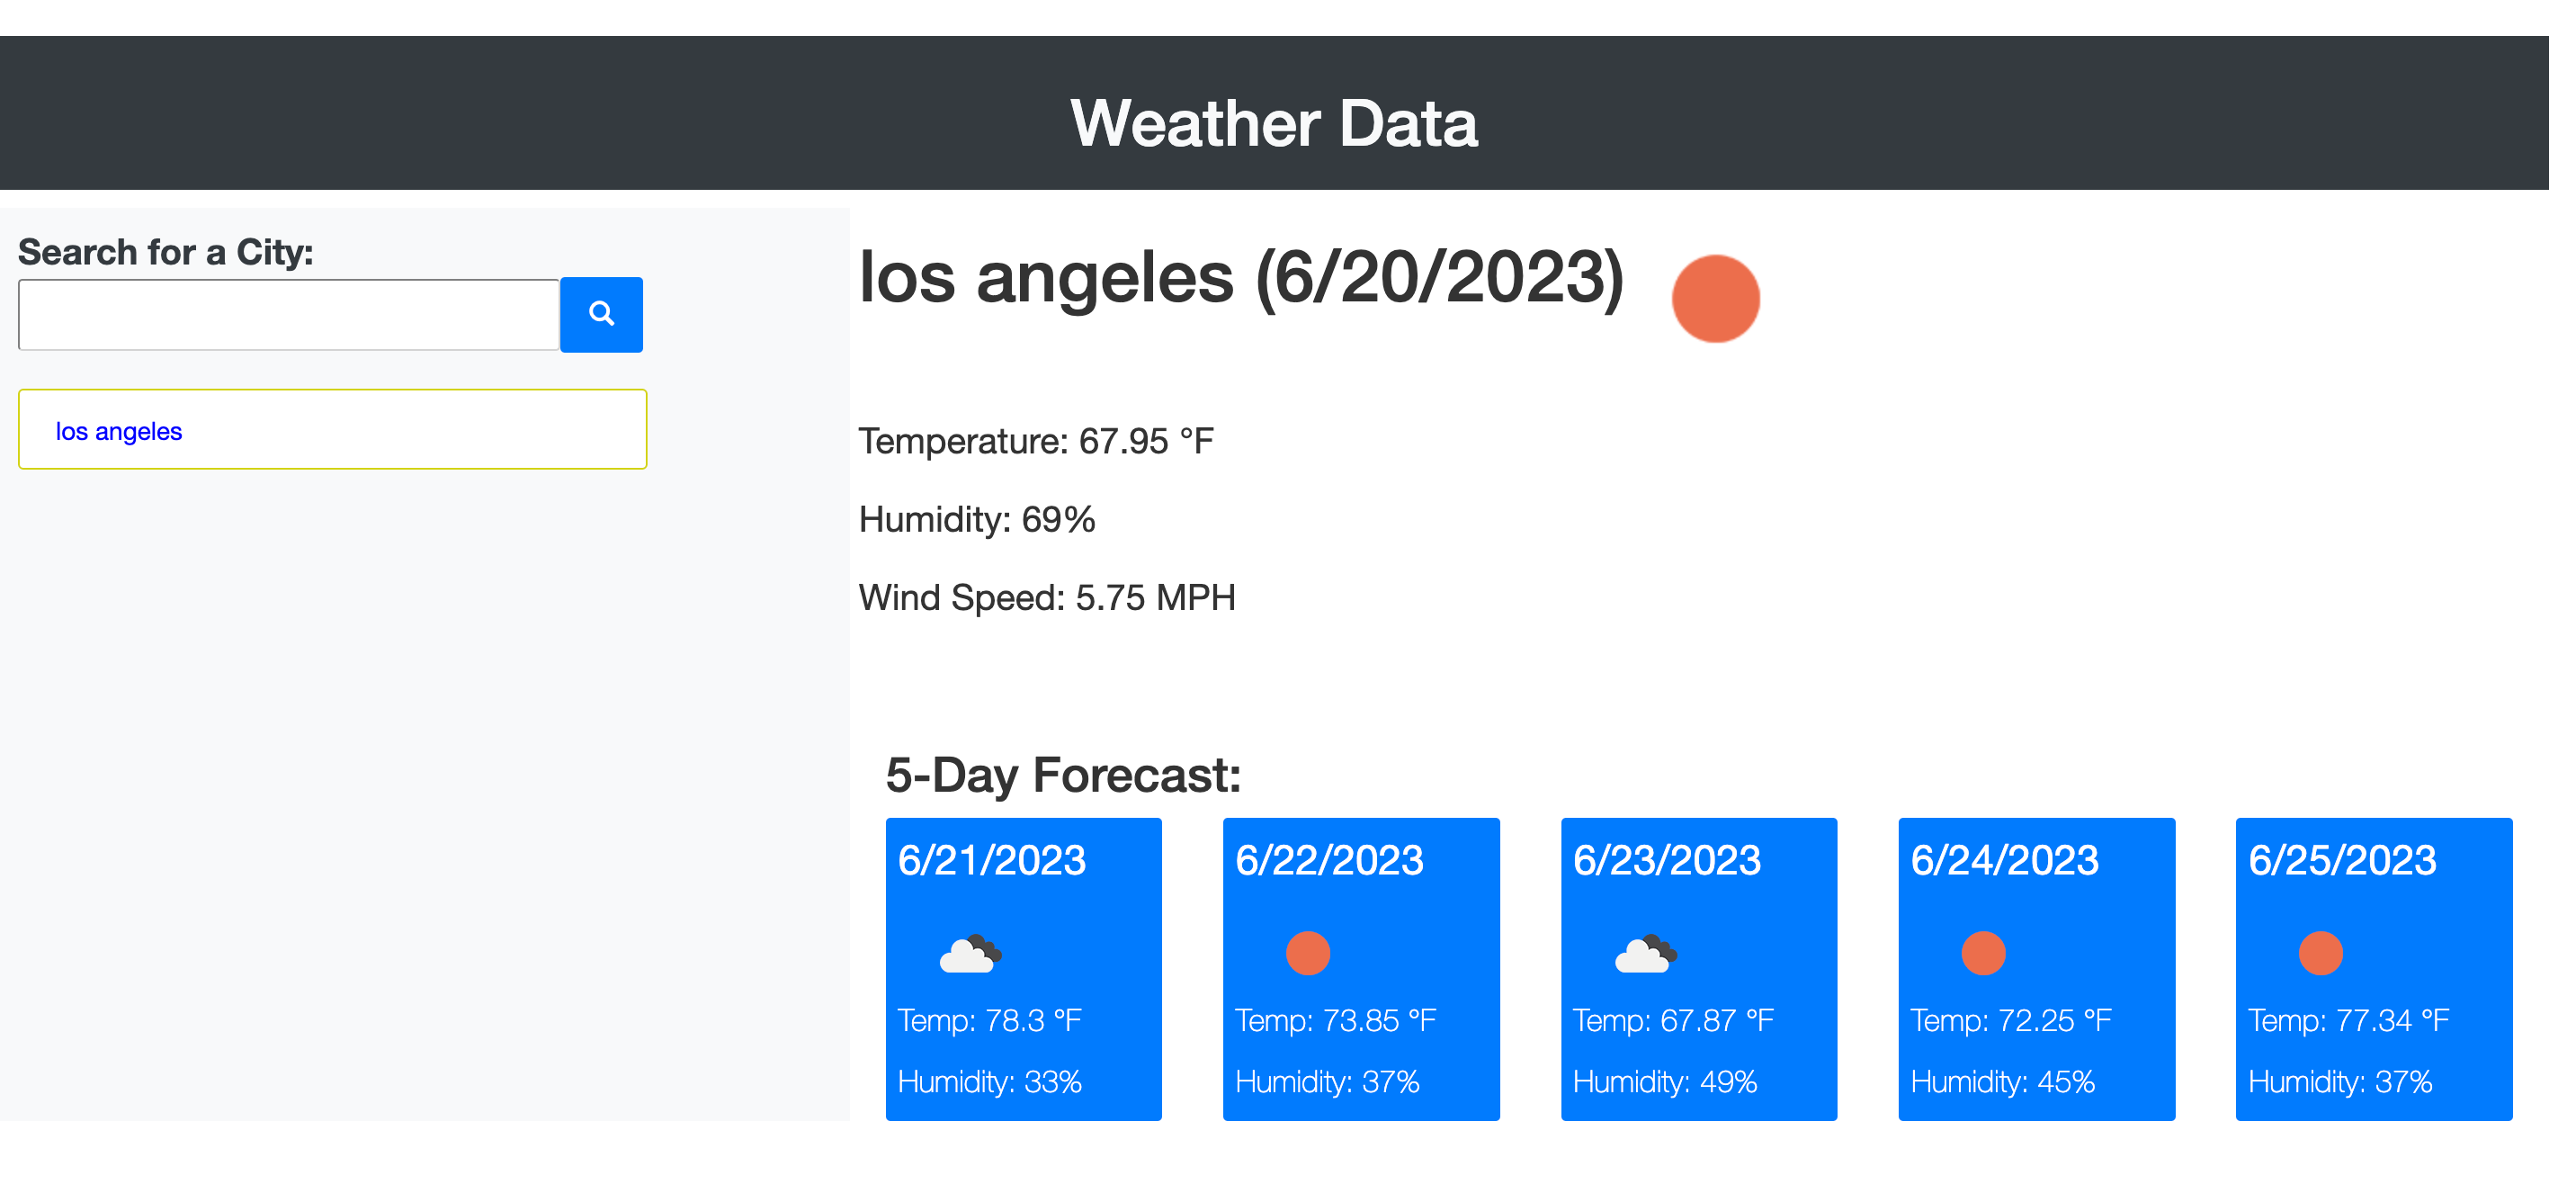 Weather Data
Search for a City:
los angeles
los angeles (6/20/2023)
Temperature: 67.95 °F
Humidity: 69%
Wind Speed: 5.75 MPH
5-Day Forecast:
6/21/2023
Temp: 78.3 °F
Humidity: 33%
6/22/2023
Temp: 73.85 °F
Humidity: 37%
6/23/2023
Temp: 67.87 °F
Humidity: 49%
6/24/2023
Temp: 72.25 °F
Humidity: 45%
6/25/2023
Temp: 77.34 °F
Humidity: 37%